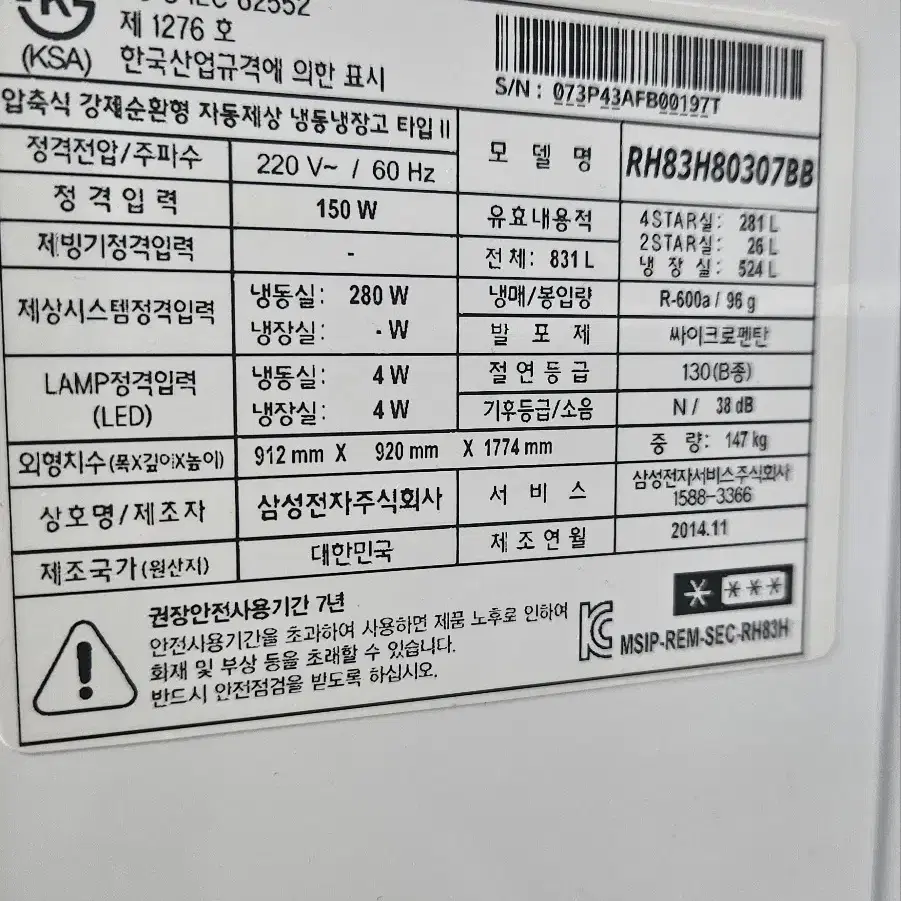 IEC 62552
제 1276 호
(KSA) 한국산업규격에 의한 표시
S/N : 073P43AFB00197T
압축식 강제순환형 자동제상 냉동냉장고 타입 II
정격전압/주파수 220 V~ / 60 Hz
정격입력 150 W
제빙기정격입력 -
제상시스템정격입력 냉동실: 280 W
냉장실: - W
LAMP정격입력 (LED) 냉동실: 4 W
냉장실: 4 W
외형치수(폭X깊이X높이) 912 mm X 920 mm X 1774 mm
상호명/제조자 삼성전자주식회사
제조국가(원산지) 대한민국
모델명 RH83H80307BB
유효내용적
전체: 831 L
4STAR실: 281 L
2STAR실: 26 L
냉장실: 524 L
냉매/봉입량 R-600a / 96 g
발포제 싸이크로펜탄
절연등급 130(B종)
기후등급/소음 N / 38 dB
중량: 147 kg
서비스 삼성전자서비스주식회사
1588-3366
제조연월 2014.11
권장안전사용기간 7년
안전사용기간을 초과하여 사용하면 제품 노후로 인하여
화재 및 부상 등을 초래할 수 있습니다.
반드시 안전점검을 받도록 하십시오.
MSIP-REM-SEC-RH83H